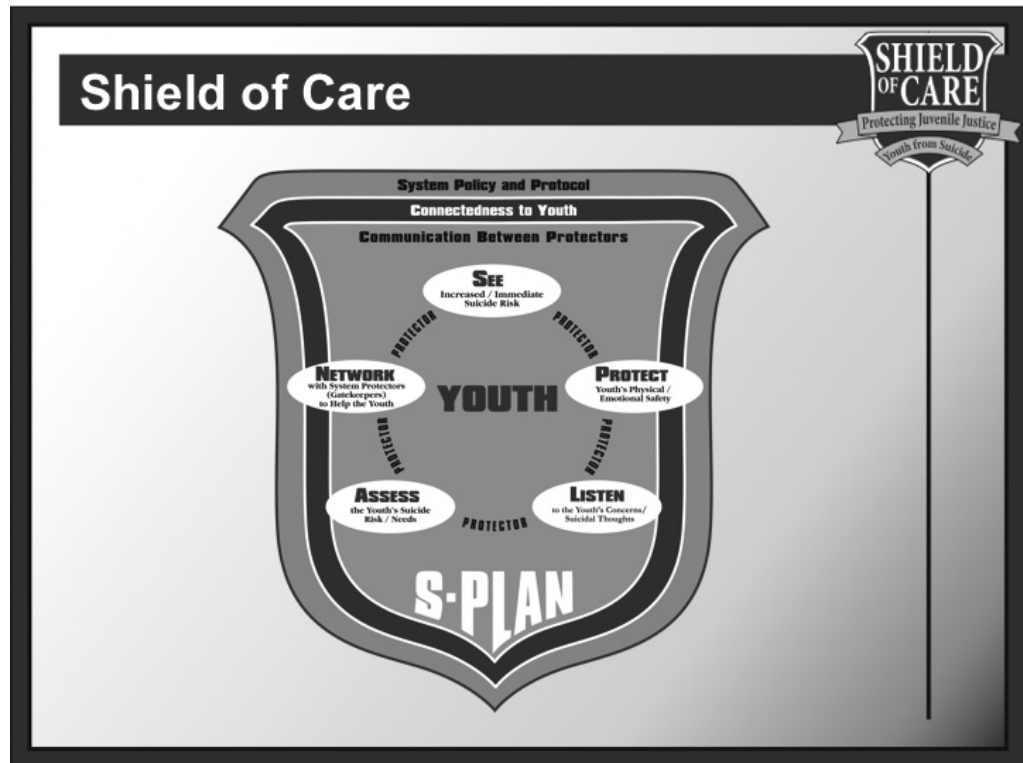 Shield of Care
SHIELD
OF CARE
Protecting Juvenile Justice
Youth from Suicide
System Policy and Protocol
Connectedness to Youth
Communication Between Protectors
SEE
Increased / Immediate
Suicide Risk
PROTECTOR
PROTECTOR
NETWORK
with System Protectors
(Gatekeepers)
to Help the Youth
YOUTH
PROTECT
Youth's Physical /
Emotional Safety
PROTECTOR
PROTECTOR
ASSESS
the Youth's Suicide
Risk / Needs
PROTECTOR
LISTEN
to the Youth's Concerns/
Suicidal Thoughts
S-PLAN